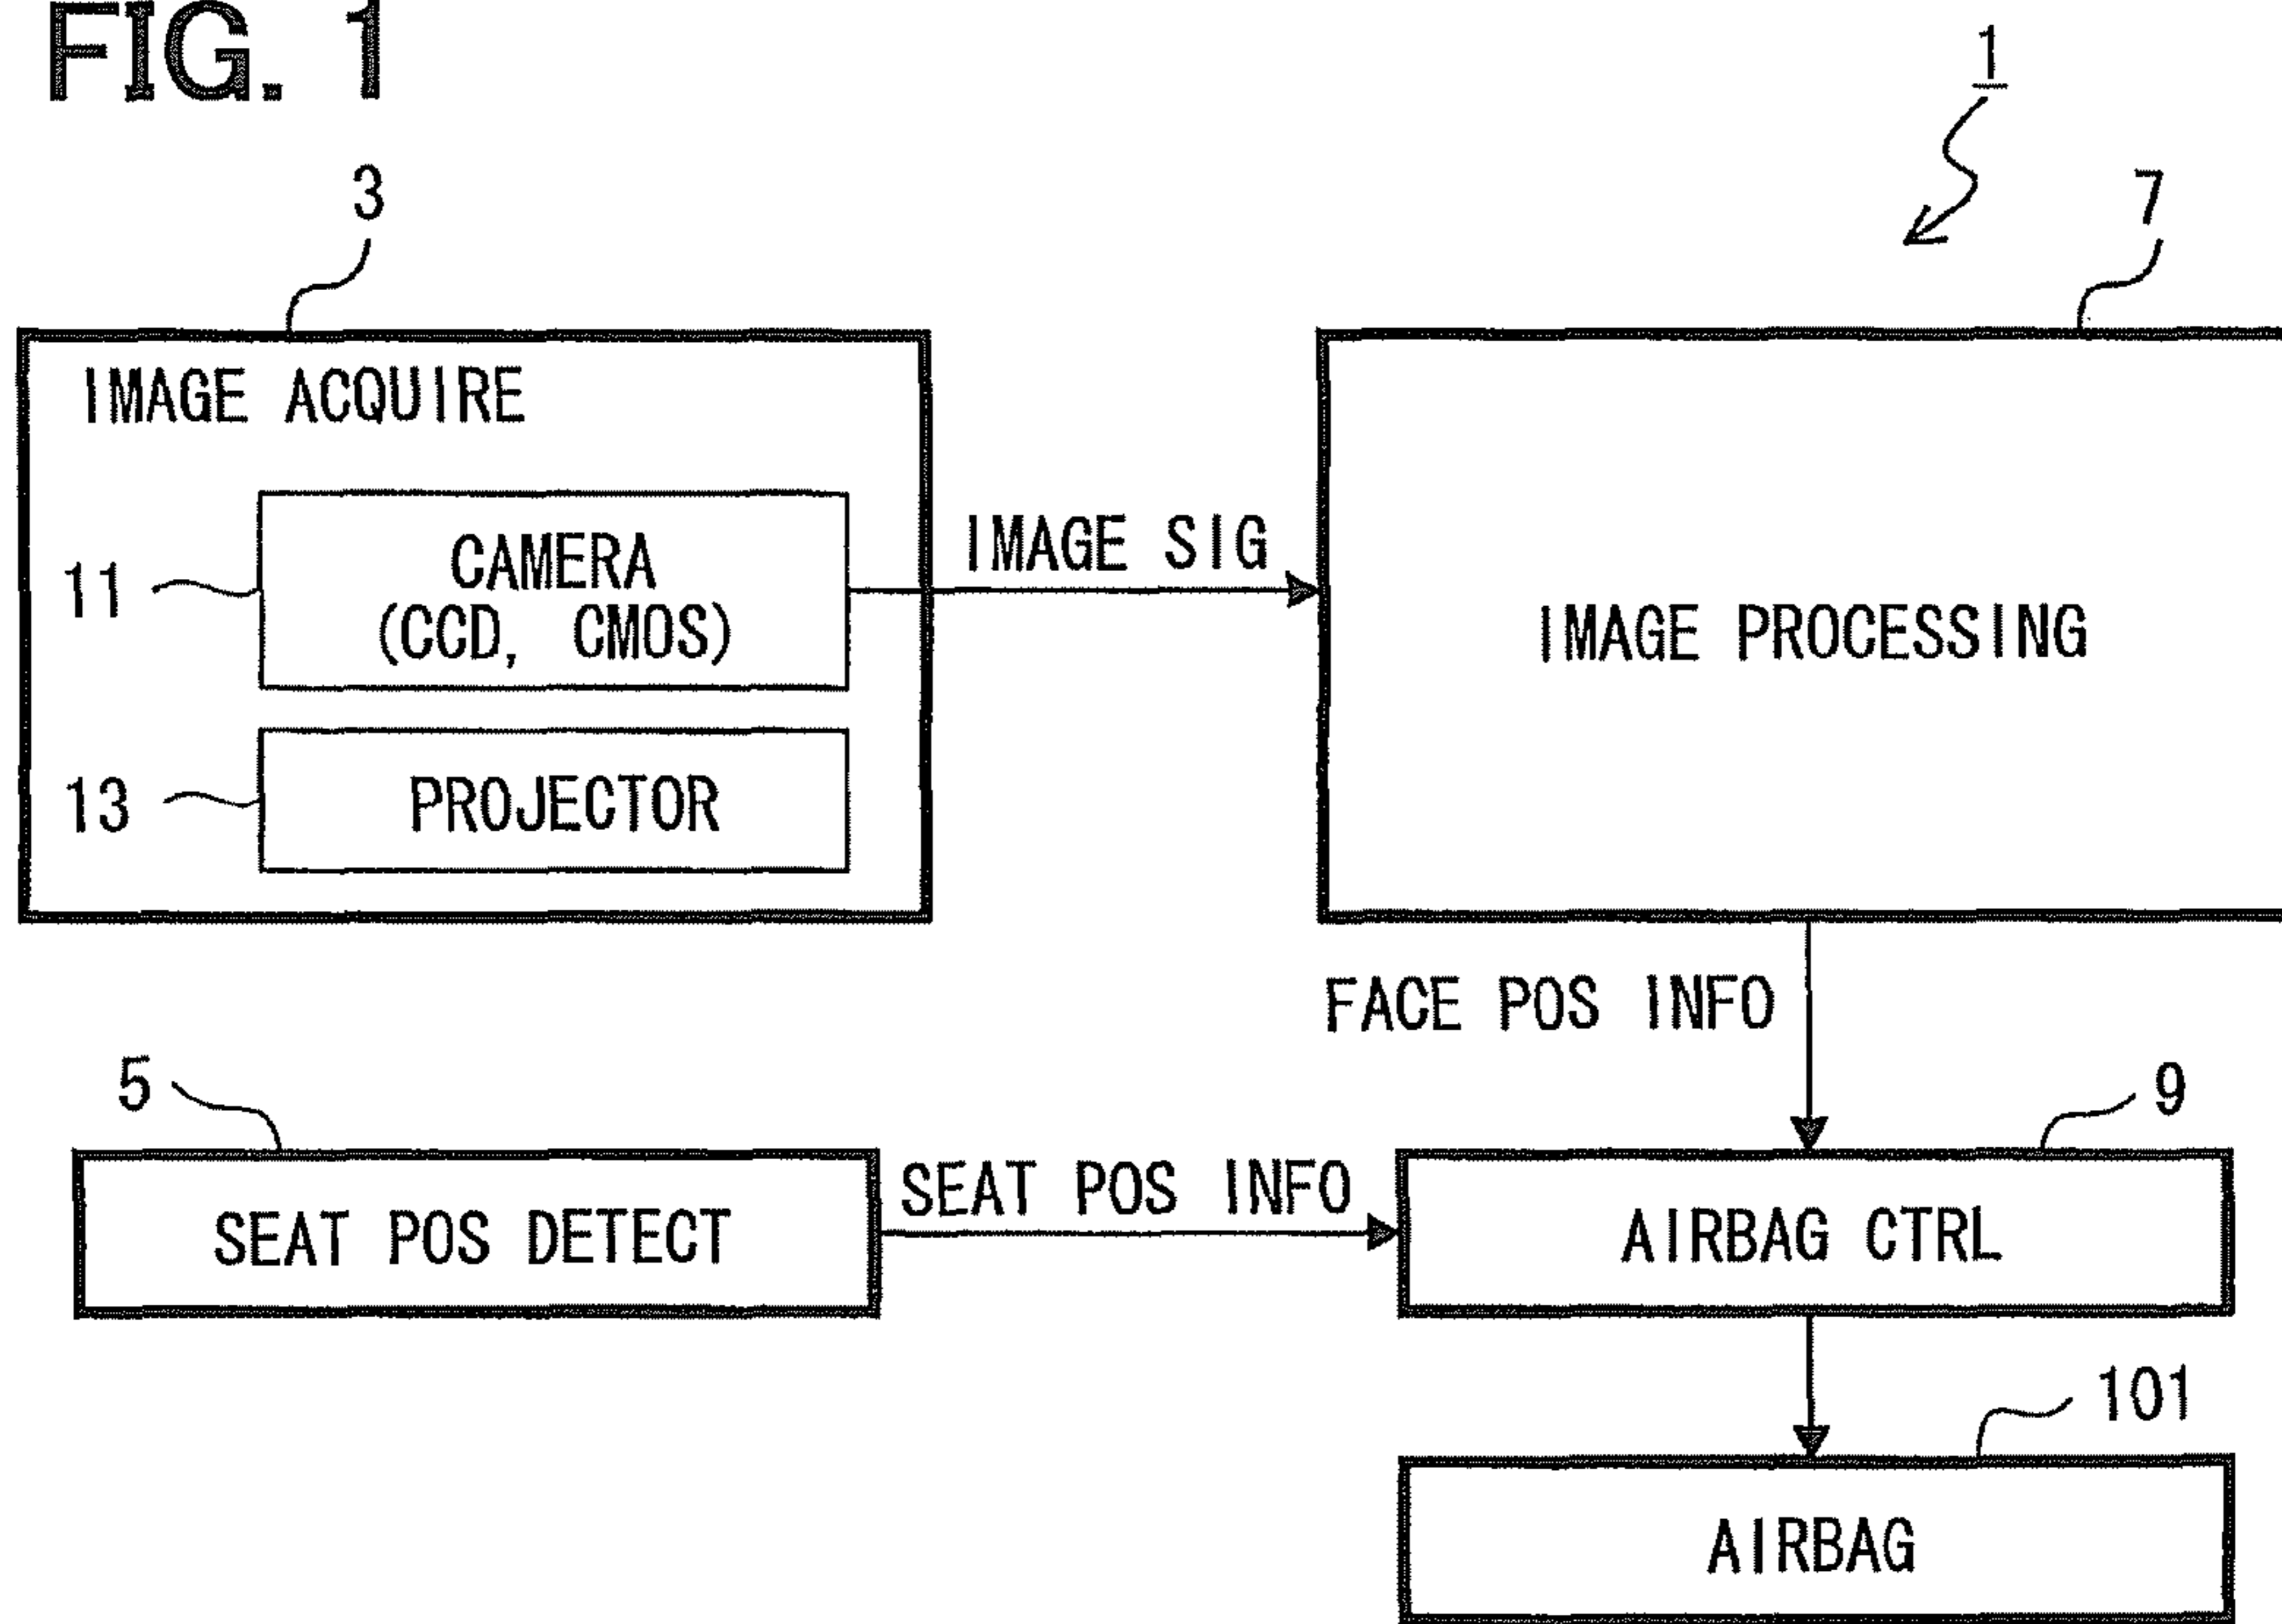 FIG. 1
1
3
7
IMAGE ACQUIRE
11
CAMERA
(CCD, CMOS)
IMAGE SIG
IMAGE PROCESSING
13
PROJECTOR
FACE POS INFO
5
9
SEAT POS DETECT
SEAT POS INFO
AIRBAG CTRL
101
AIRBAG